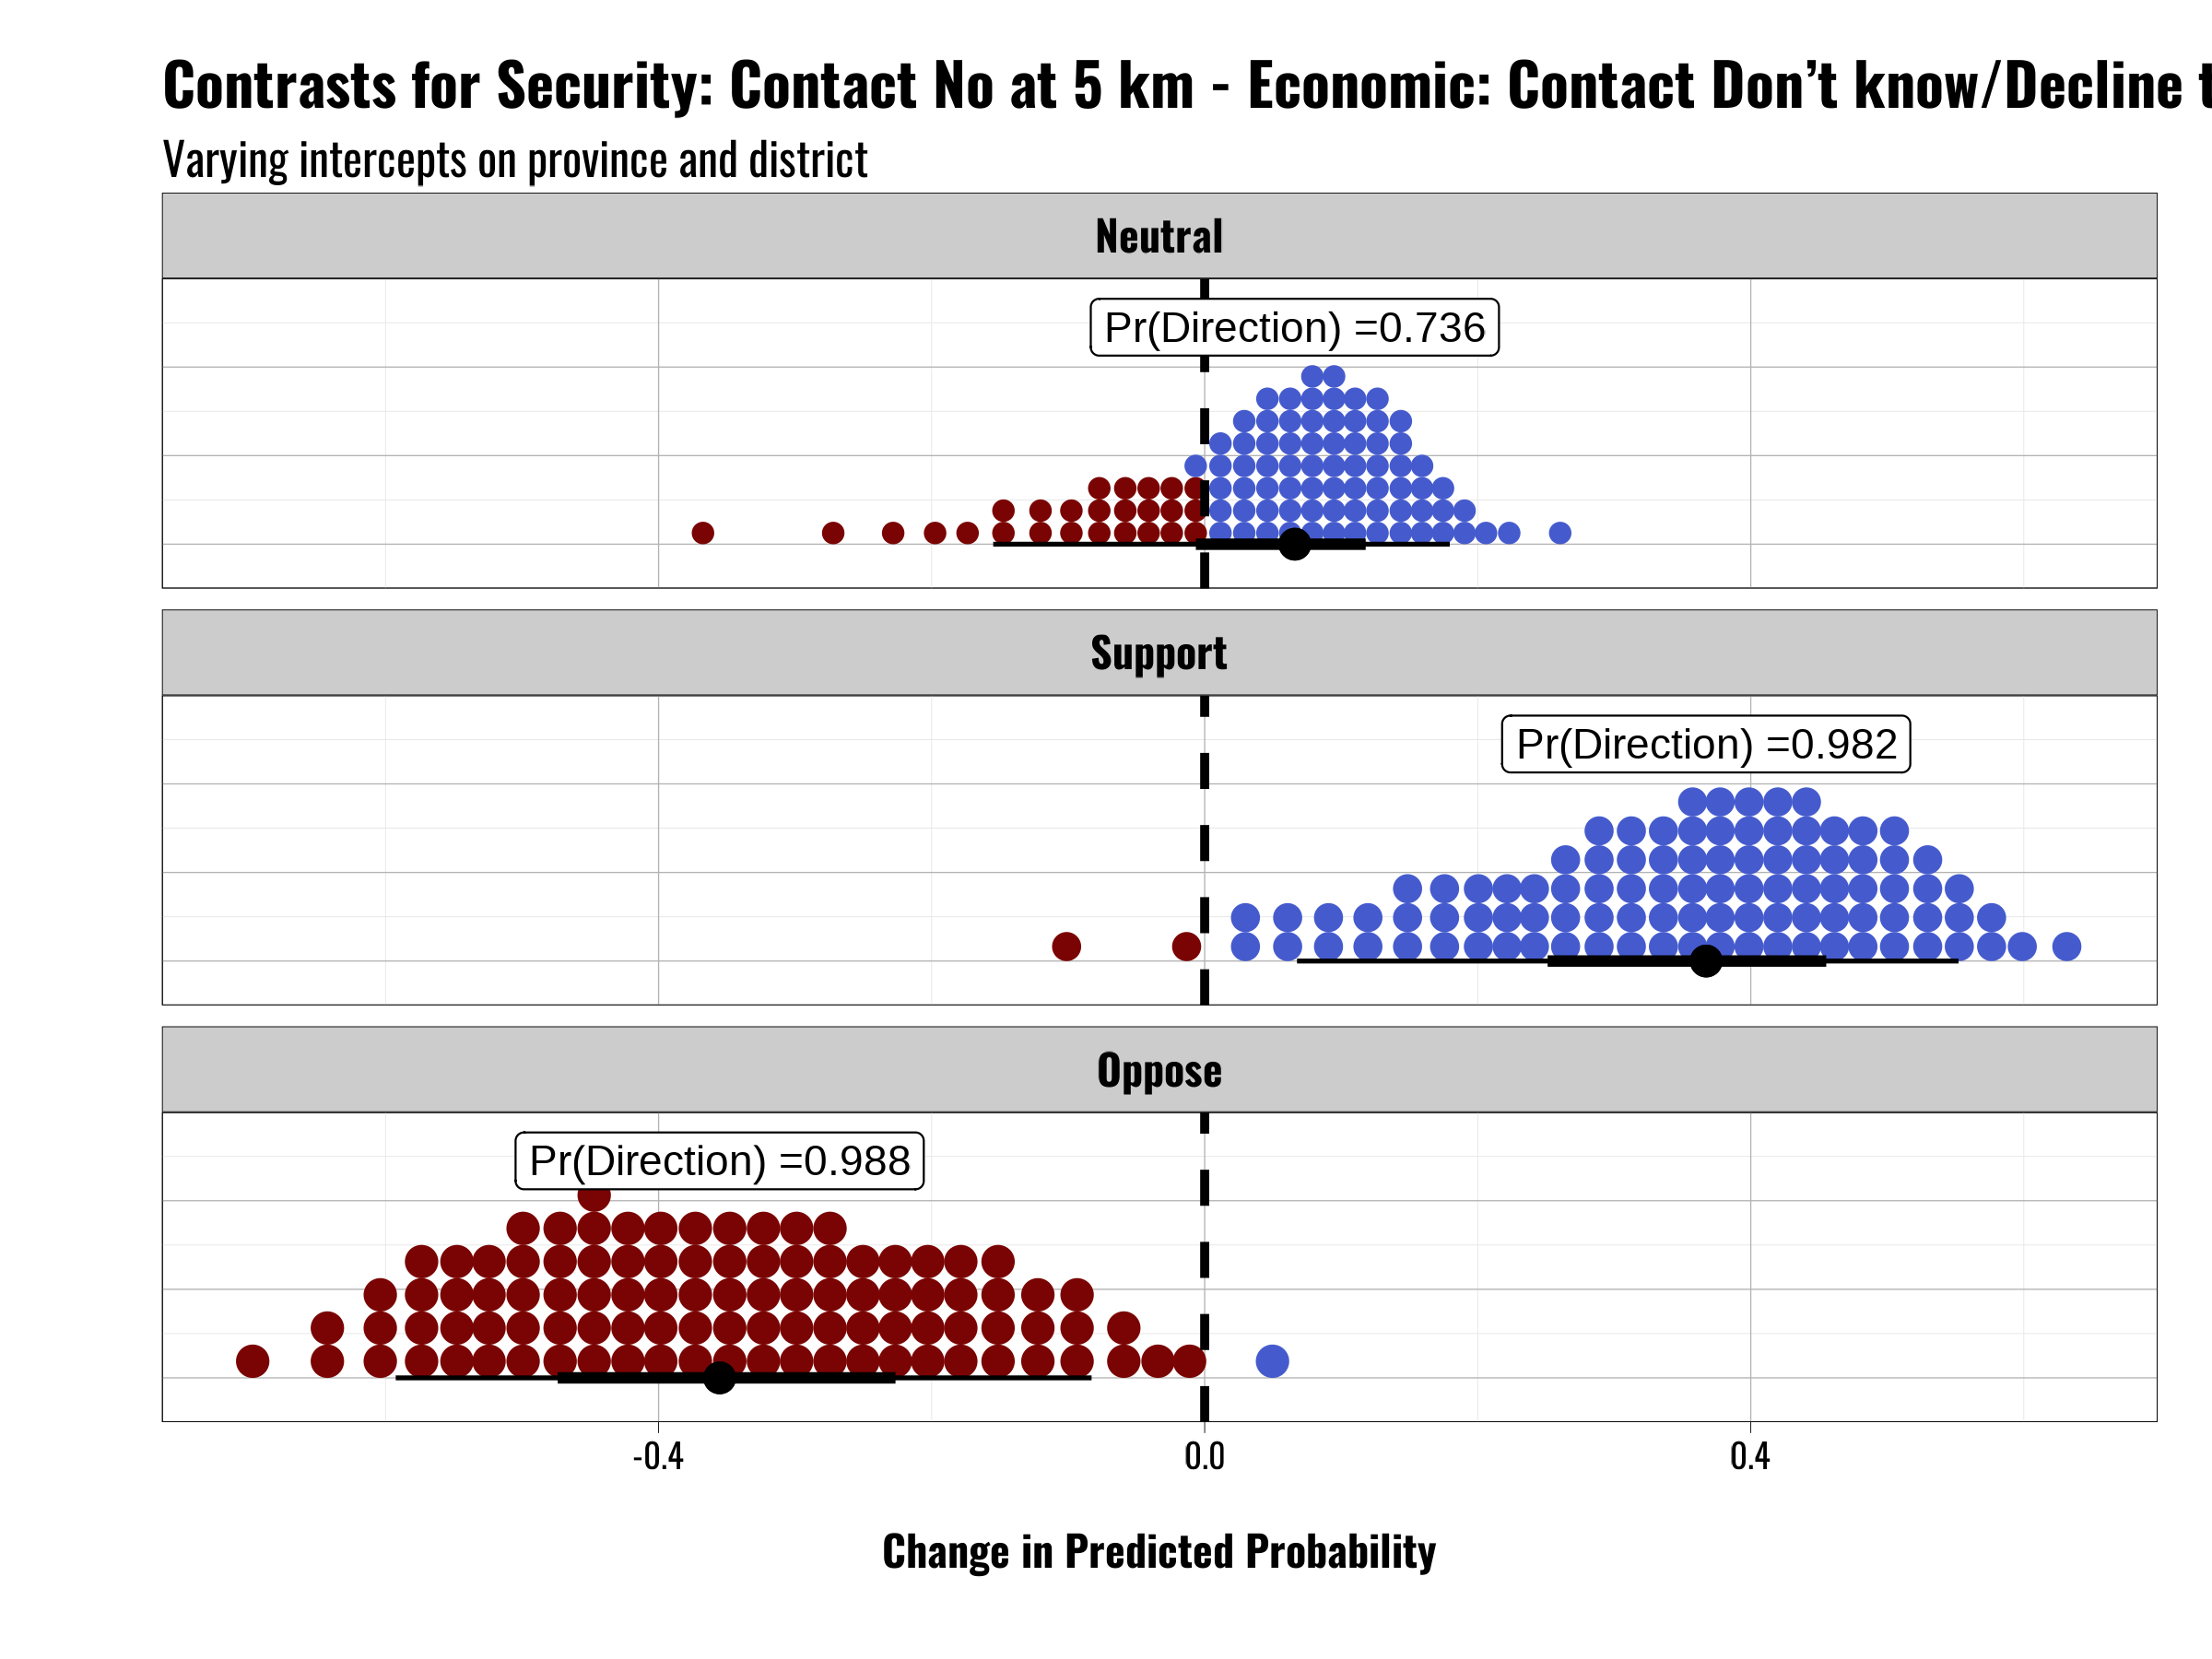 Contrasts for Security: Contact No at 5 km - Economic: Contact Don’t know/Decline
Varying intercepts on province and district
Neutral
Pr(Direction) =0.736
Support
Pr(Direction) =0.982
Oppose
Pr(Direction) =0.988
-0.4 0.0 0.4
Change in Predicted Probability